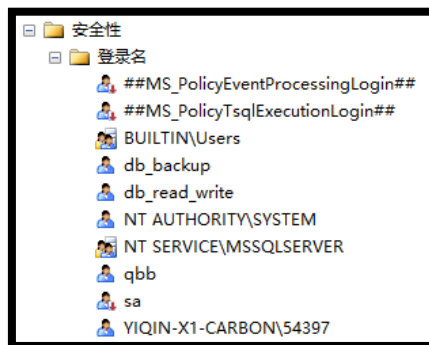 安全性
登录名
##MS_PolicyEventProcessingLogin##
##MS_PolicyTsqlExecutionLogin##
BUILTIN\Users
db_backup
db_read_write
NT AUTHORITY\SYSTEM
NT SERVICE\MSSQLSERVER
qbb
sa
YIQIN-X1-CARBON\54397